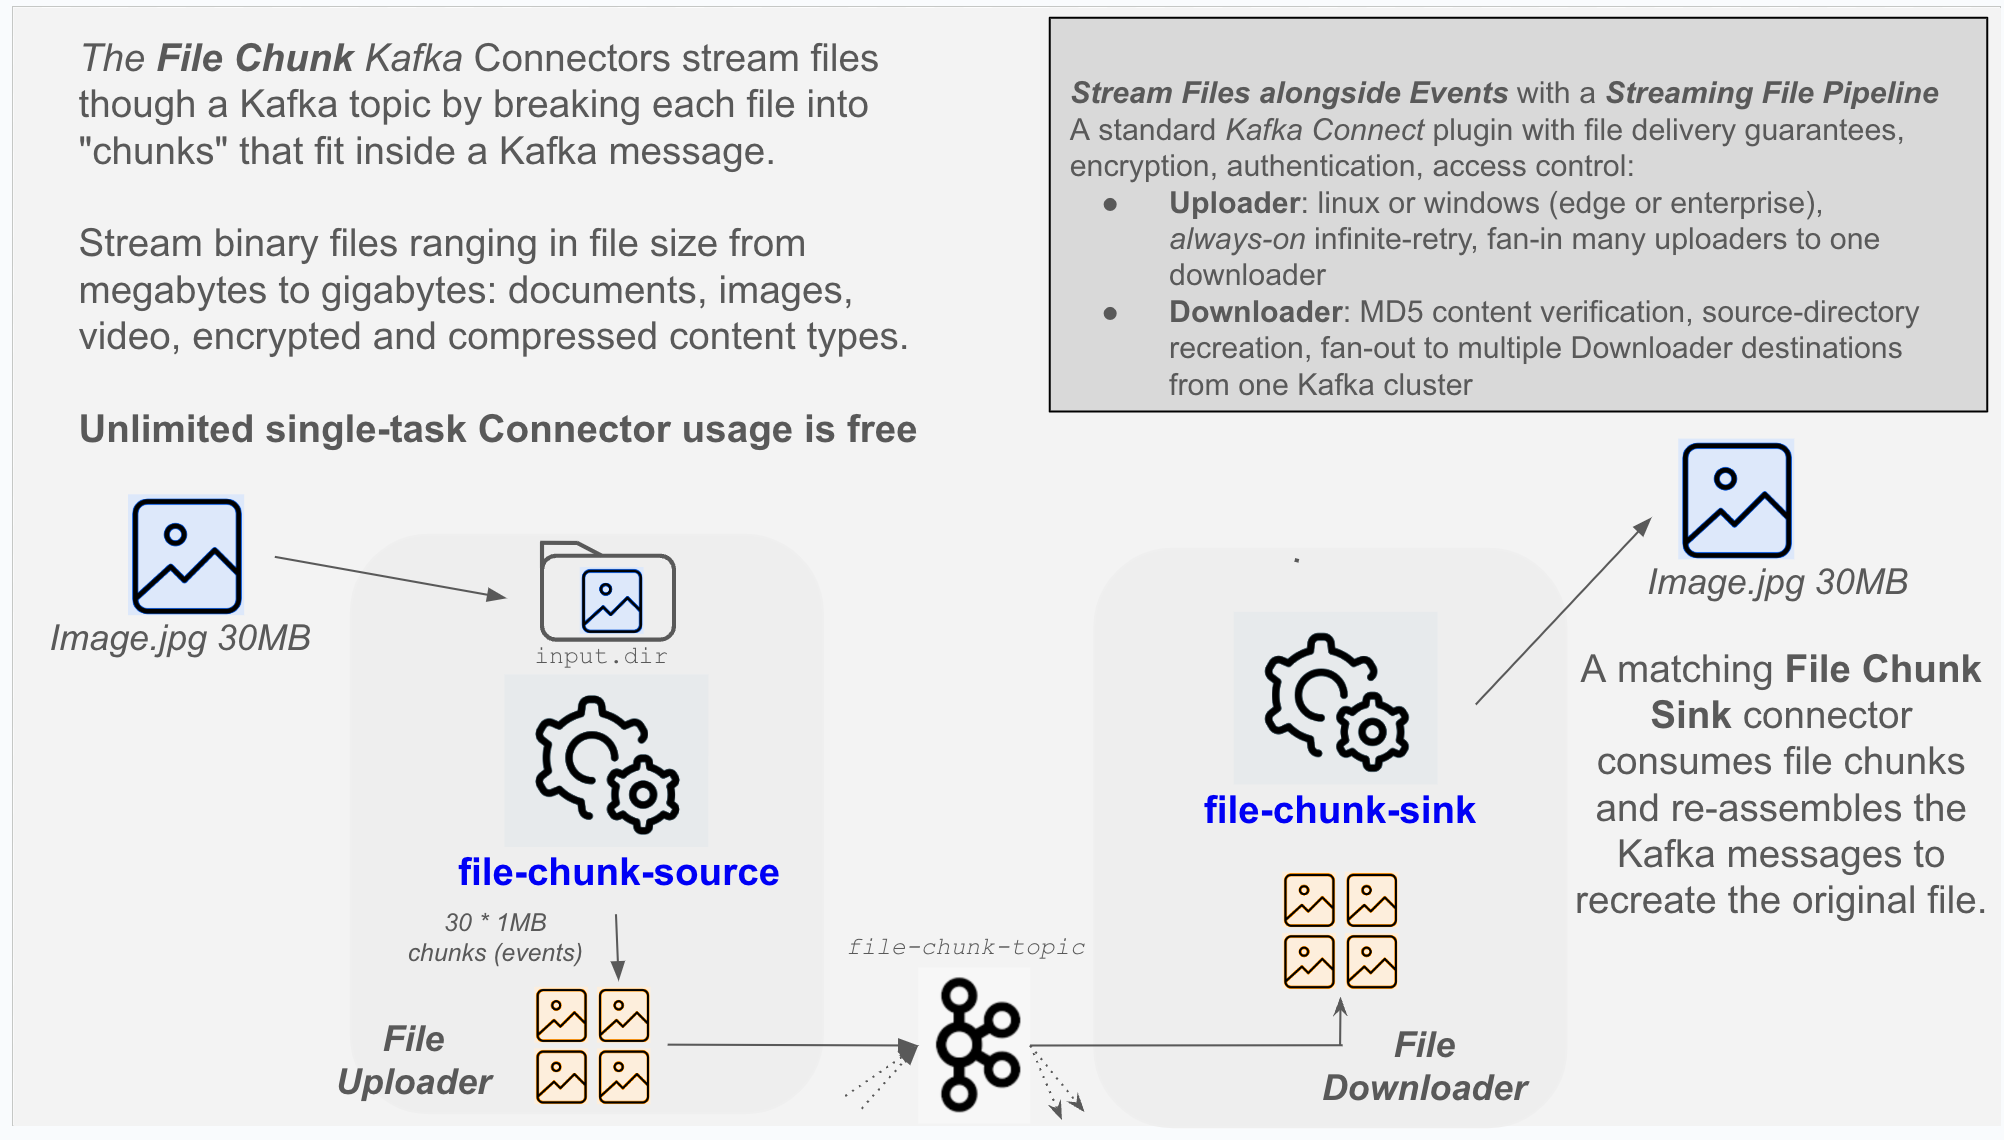 The File Chunk Kafka Connectors stream files
though a Kafka topic by breaking each file into
"chunks" that fit inside a Kafka message.
Stream binary files ranging in file size from
megabytes to gigabytes: documents, images,
video, encrypted and compressed content types.
Unlimited single-task Connector usage is free
Stream Files alongside Events with a Streaming File Pipeline
A standard Kafka Connect plugin with file delivery guarantees,
encryption, authentication, access control:
● Uploader: linux or windows (edge or enterprise),
always-on infinite-retry, fan-in many uploaders to one
downloader
● Downloader: MD5 content verification, source-directory
recreation, fan-out to multiple Downloader destinations
from one Kafka cluster
Image.jpg 30MB
input.dir
file-chunk-source
30 * 1MB
chunks (events)
File
Uploader
file-chunk-topic
file-chunk-sink
File
Downloader
Image.jpg 30MB
A matching File Chunk
Sink connector
consumes file chunks
and re-assembles the
Kafka messages to
recreate the original file.